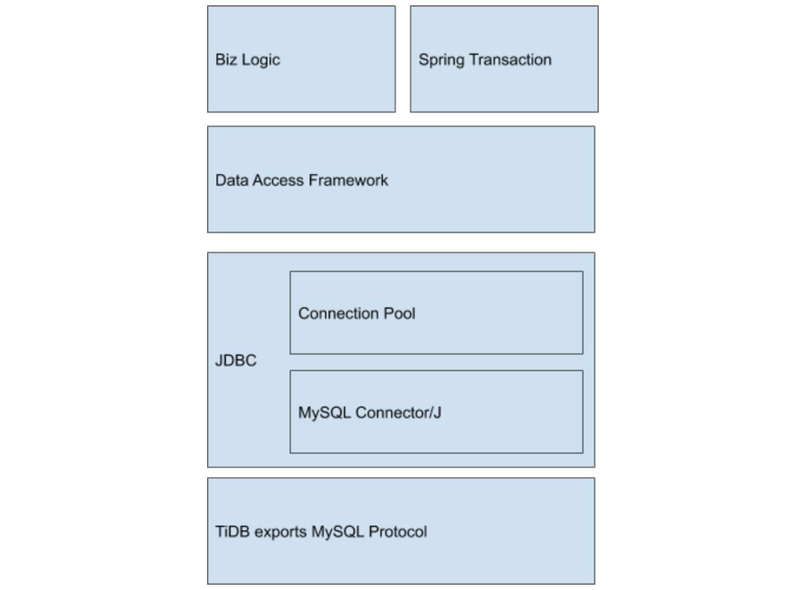 Biz Logic
Spring Transaction
Data Access Framework
Connection Pool
JDBC
MySQL Connector/J
TiDB exports MySQL Protocol